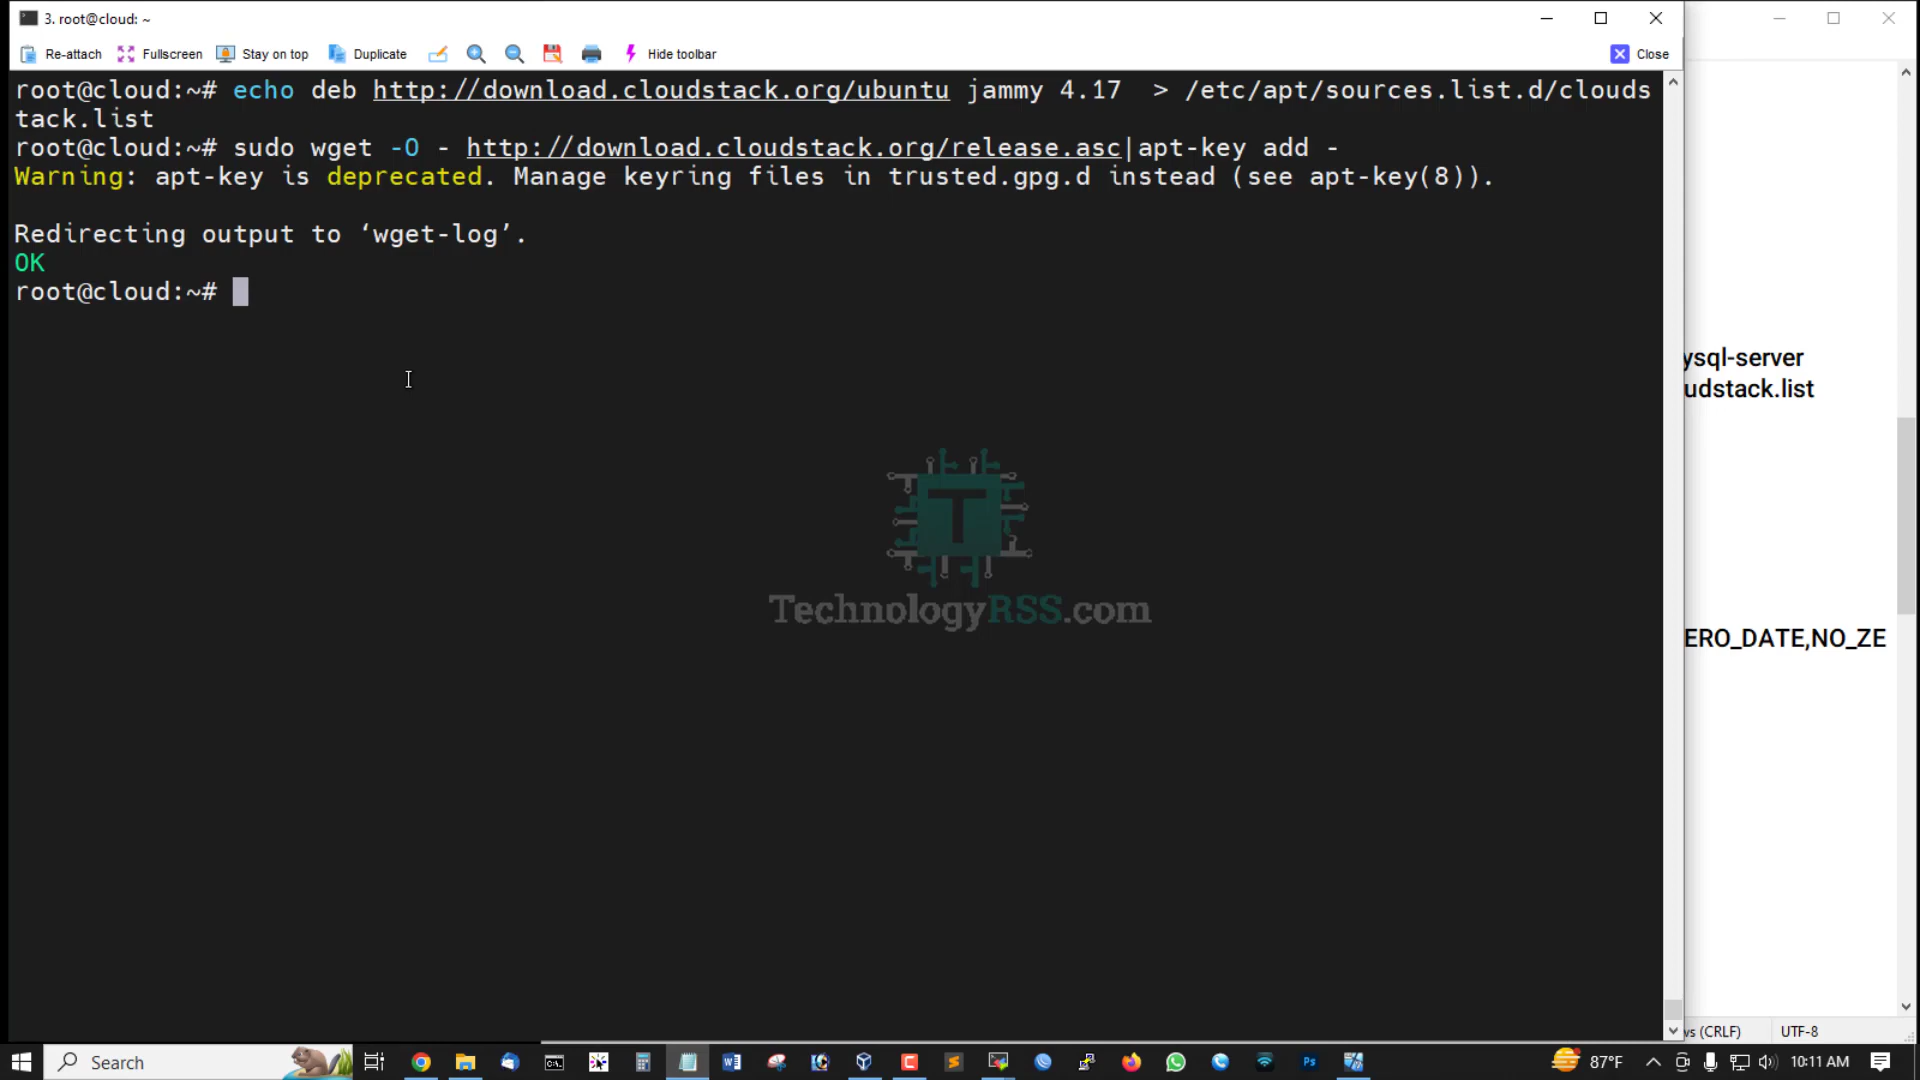 3. root@cloud: ~
Re-attach Fullscreen Stay on top Duplicate Hide toolbar Close
root@cloud:~# echo deb http://download.cloudstack.org/ubuntu jammy 4.17  > /etc/apt/sources.list.d/clouds
tack.list
root@cloud:~# sudo wget -O - http://download.cloudstack.org/release.asc|apt-key add -
Warning: apt-key is deprecated. Manage keyring files in trusted.gpg.d instead (see apt-key(8)).
Redirecting output to ‘wget-log’.
OK
root@cloud:~#
ysql-server
udstack.list
T
TechnologyRSS.com
ERO_DATE,NO_ZE
ws (CRLF) UTF-8
Search
Ps
87°F
10:11 AM